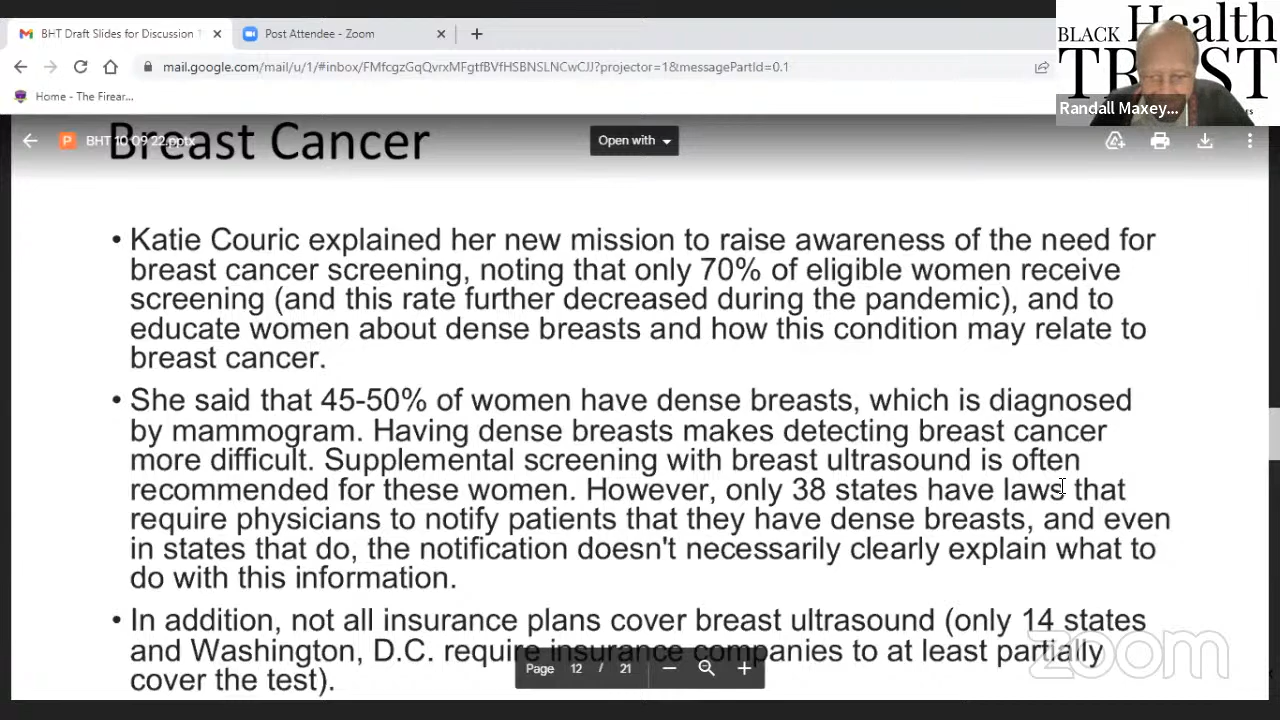 BHT Draft Slides for Discussion
Post Attendee - Zoom
mail.google.com/mail/u/1/#inbox/FMfcgzGqQvrxMFgtfBVfHSBNSLNCwCJJ?projector=1&messagePartId=0.1
Home - The Firear...
BLACK Health
TRUST
Randall Maxey...
Breast Cancer
BHT 10 09 22.pptx
Open with
• Katie Couric explained her new mission to raise awareness of the need for
breast cancer screening, noting that only 70% of eligible women receive
screening (and this rate further decreased during the pandemic), and to
educate women about dense breasts and how this condition may relate to
breast cancer.
• She said that 45-50% of women have dense breasts, which is diagnosed
by mammogram. Having dense breasts makes detecting breast cancer
more difficult. Supplemental screening with breast ultrasound is often
recommended for these women. However, only 38 states have laws that
require physicians to notify patients that they have dense breasts, and even
in states that do, the notification doesn't necessarily clearly explain what to
do with this information.
• In addition, not all insurance plans cover breast ultrasound (only 14 states
and Washington, D.C. require insurance companies to at least partially
cover the test).
Page 12 / 21
zoom